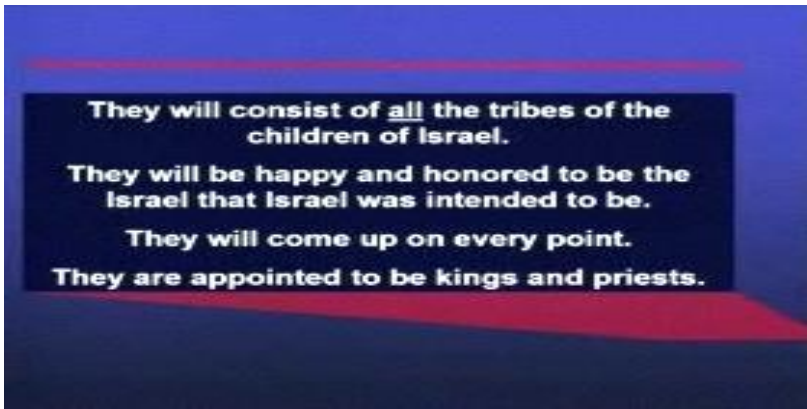 They will consist of all the tribes of the
children of Israel.
They will be happy and honored to be the
Israel that Israel was intended to be.
They will come up on every point.
They are appointed to be kings and priests.